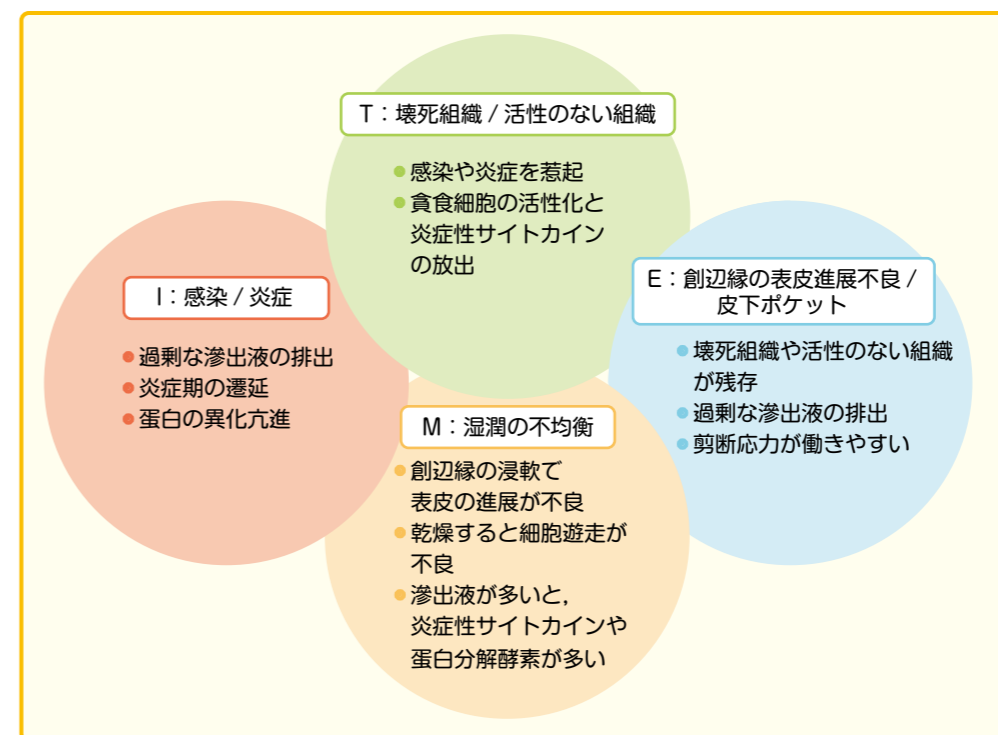 T：壊死組織 / 活性のない組織
●感染や炎症を惹起
●貪食細胞の活性化と
炎症性サイトカイン
の放出
I：感染 / 炎症
●過剰な滲出液の排出
●炎症期の遷延
●蛋白の異化亢進
E：創辺縁の表皮進展不良 /
皮下ポケット
●壊死組織や活性のない組織
が残存
●過剰な滲出液の排出
●剪断応力が働きやすい
M：湿潤の不均衡
●創辺縁の浸軟で
表皮の進展が不良
●乾燥すると細胞遊走が
不良
●滲出液が多いと，
炎症性サイトカインや
蛋白分解酵素が多い